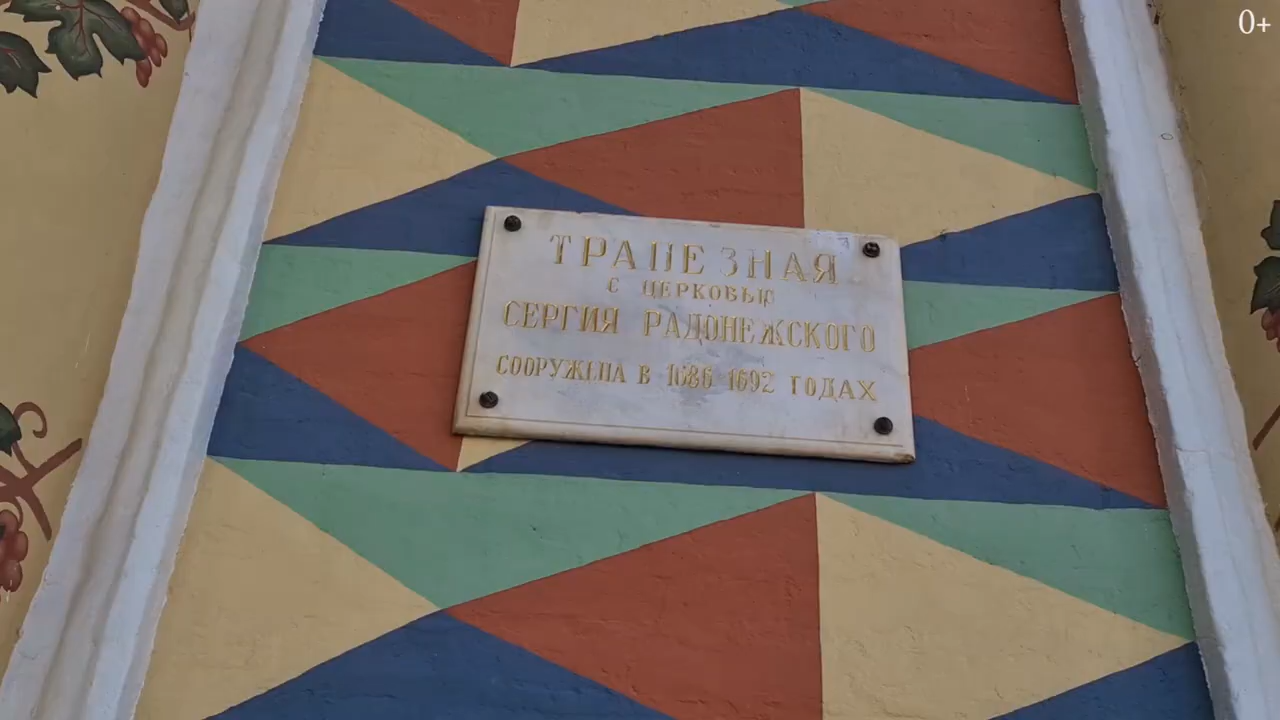 0+
ТРАПЕЗНАЯ
С ЦЕРКОВЬЮ
СЕРГИЯ РАДОНЕЖСКОГО
СООРУЖЕНА В 1686 1692 ГОДАХ